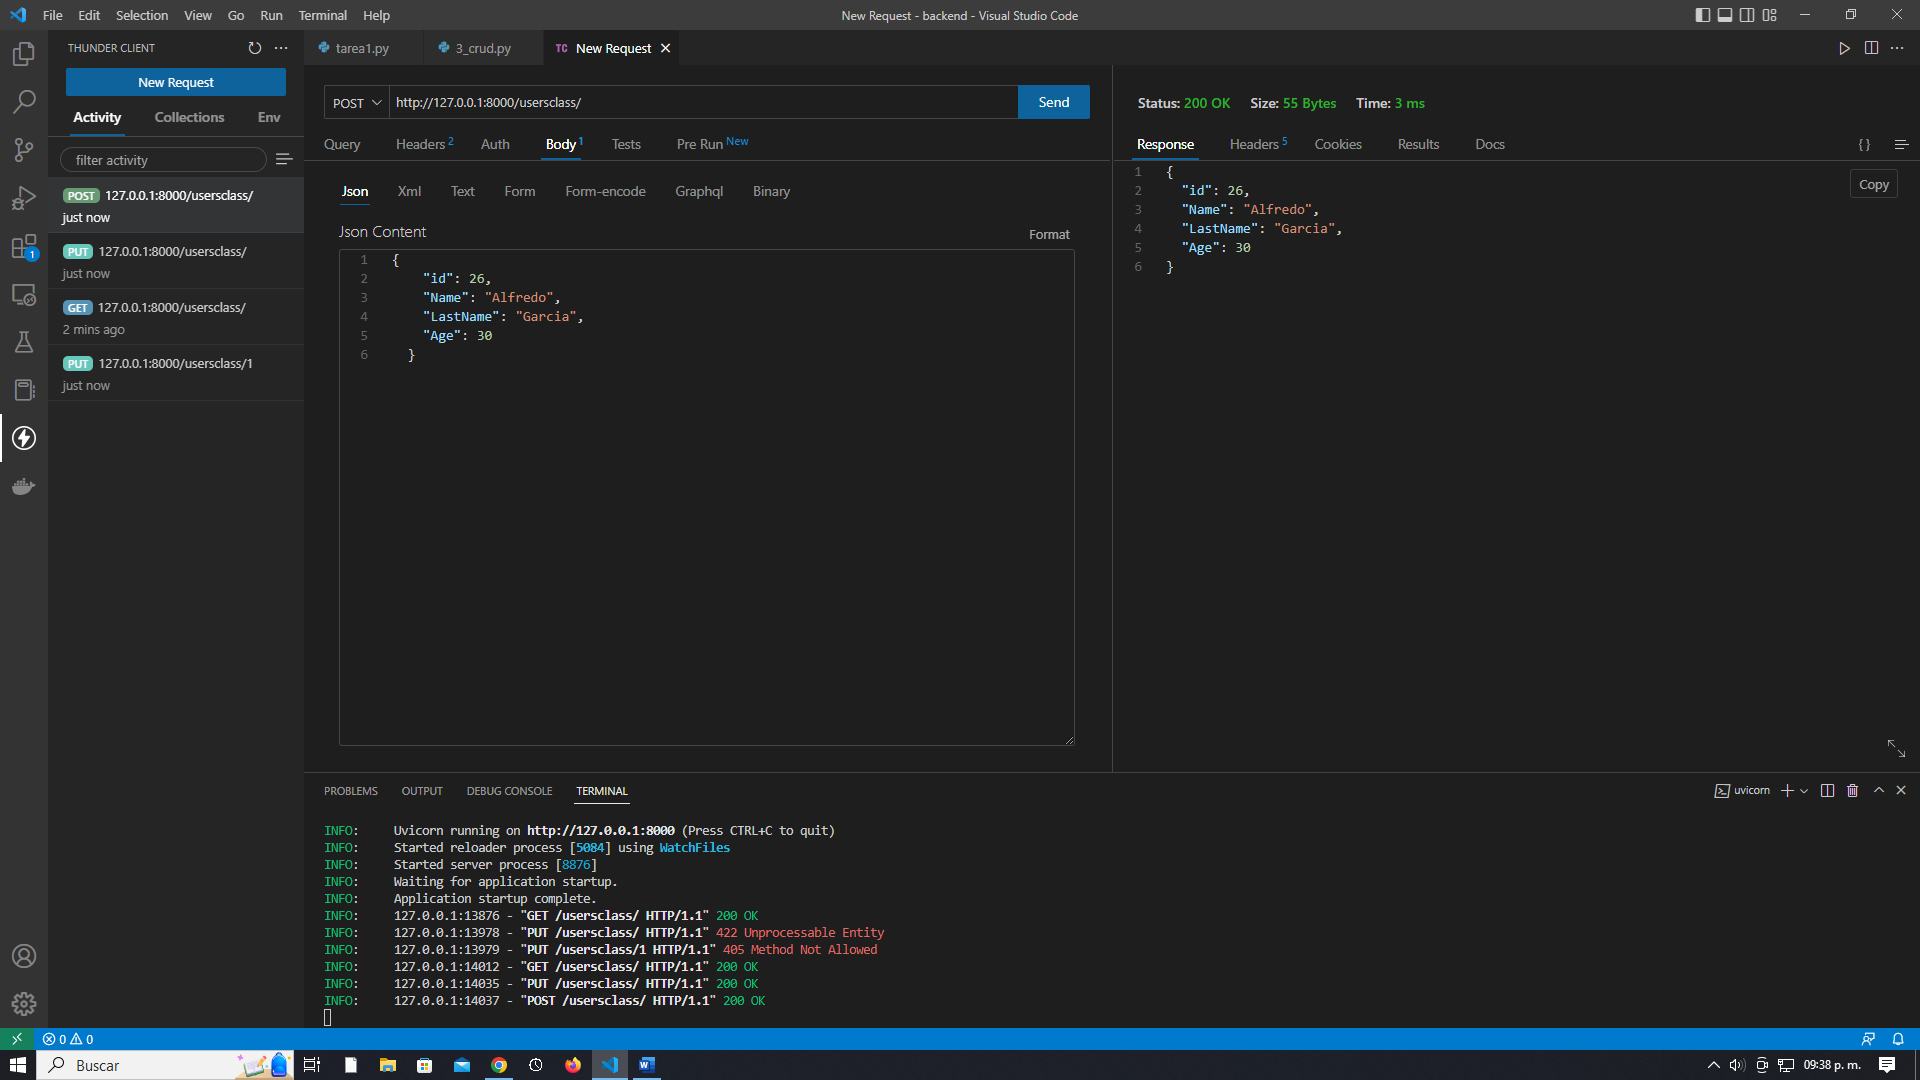 File Edit Selection View Go Run Terminal Help
New Request - backend - Visual Studio Code
THUNDER CLIENT
New Request
Activity Collections Env
filter activity
POST 127.0.0.1:8000/usersclass/
just now
PUT 127.0.0.1:8000/usersclass/
just now
GET 127.0.0.1:8000/usersclass/
2 mins ago
PUT 127.0.0.1:8000/usersclass/1
just now
1
tarea1.py 3_crud.py TC New Request
POST http://127.0.0.1:8000/usersclass/ Send
Query Headers 2 Auth Body 1 Tests Pre Run New
Json Xml Text Form Form-encode Graphql Binary
Json Content
Format
1 {
2 "id": 26,
3 "Name": "Alfredo",
4 "LastName": "Garcia",
5 "Age": 30
6 }
Status: 200 OK Size: 55 Bytes Time: 3 ms
Response Headers 5 Cookies Results Docs { }
1 {
2 "id": 26,
3 "Name": "Alfredo",
4 "LastName": "Garcia",
5 "Age": 30
6 }
Copy
PROBLEMS OUTPUT DEBUG CONSOLE TERMINAL
uvicorn
INFO: Uvicorn running on http://127.0.0.1:8000 (Press CTRL+C to quit)
INFO: Started reloader process [5084] using WatchFiles
INFO: Started server process [8876]
INFO: Waiting for application startup.
INFO: Application startup complete.
INFO: 127.0.0.1:13876 - "GET /usersclass/ HTTP/1.1" 200 OK
INFO: 127.0.0.1:13978 - "PUT /usersclass/ HTTP/1.1" 422 Unprocessable Entity
INFO: 127.0.0.1:13979 - "PUT /usersclass/1 HTTP/1.1" 405 Method Not Allowed
INFO: 127.0.0.1:14012 - "GET /usersclass/ HTTP/1.1" 200 OK
INFO: 127.0.0.1:14035 - "PUT /usersclass/ HTTP/1.1" 200 OK
INFO: 127.0.0.1:14037 - "POST /usersclass/ HTTP/1.1" 200 OK
0 0
Buscar
09:38 p. m.